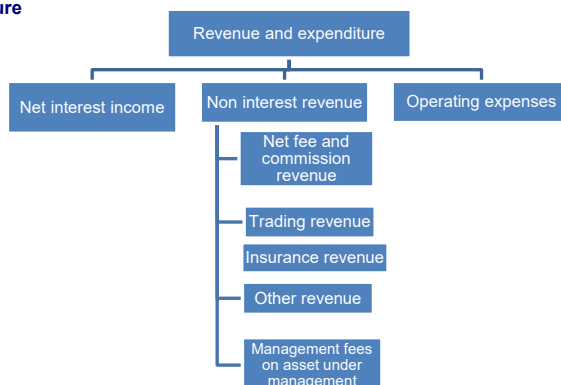 ure
Revenue and expenditure
Net interest income
Non interest revenue
Operating expenses
Net fee and
commission
revenue
Trading revenue
Insurance revenue
Other revenue
Management fees
on asset under
management